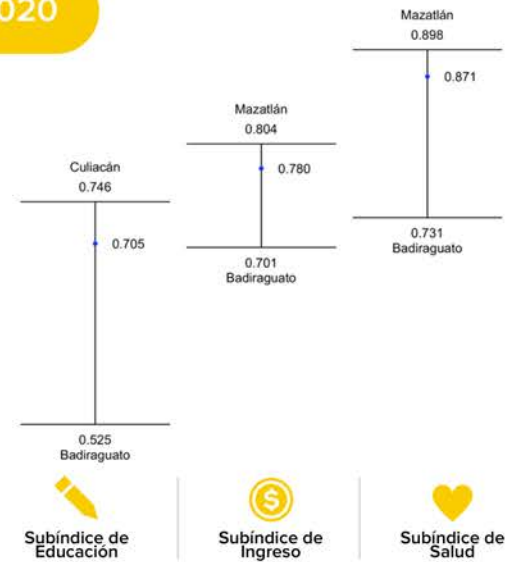 020
Mazatlán
0.898
0.871
Mazatlán
0.804
0.780
Culiacán
0.746
0.705
0.731
Badiraguato
0.701
Badiraguato
0.525
Badiraguato
Subíndice de
Educación
Subíndice de
Ingreso
Subíndice de
Salud